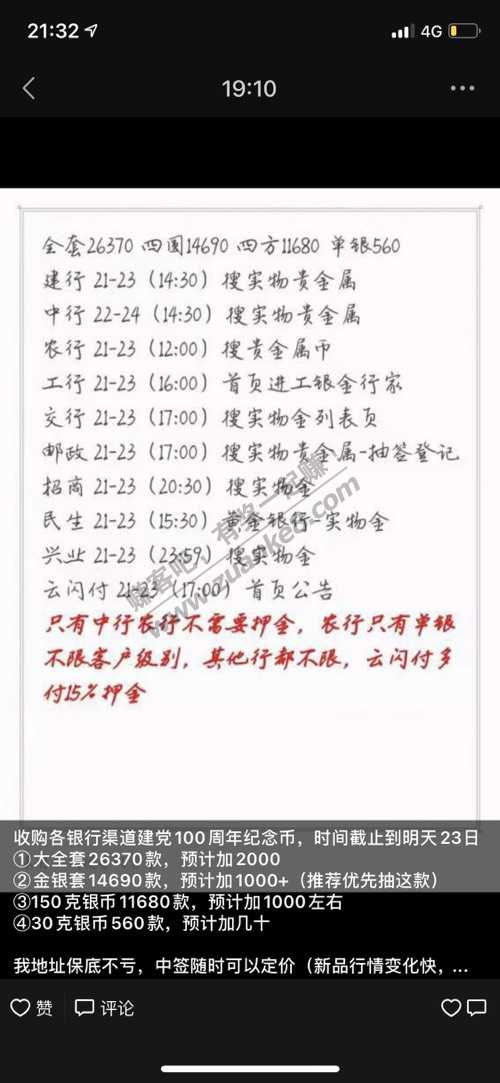 21:32
4G
19:10
全套26370 四圆14690 四方11680 单银560
建行 21-23（14:30）搜实物贵金属
中行 22-24（14:30）搜实物贵金属
农行 21-23（12:00）搜贵金属币
工行 21-23（16:00）首页进工银金行家
交行 21-23（17:00）搜实物金列表页
邮政 21-23（17:00）搜实物贵金属-抽签登记
招商 21-23（20:30）搜实物金
民生 21-23（15:30）黄金银行-实物金
兴业 21-23（23:59）搜实物金
云闪付 21-23（17:00）首页公告
赚客吧，有奖一起赚
www.zuanke8.com
只有中行农行不需要押金，农行只有单银
不限客户级别，其他行都不限，云闪付多
付15%押金
收购各银行渠道建党100周年纪念币，时间截止到明天23日
①大全套26370款，预计加2000
②金银套14690款，预计加1000+（推荐优先抽这款）
③150克银币11680款，预计加1000左右
④30克银币560款，预计加几十
我地址保底不亏，中签随时可以定价（新品行情变化快，...
赞
评论